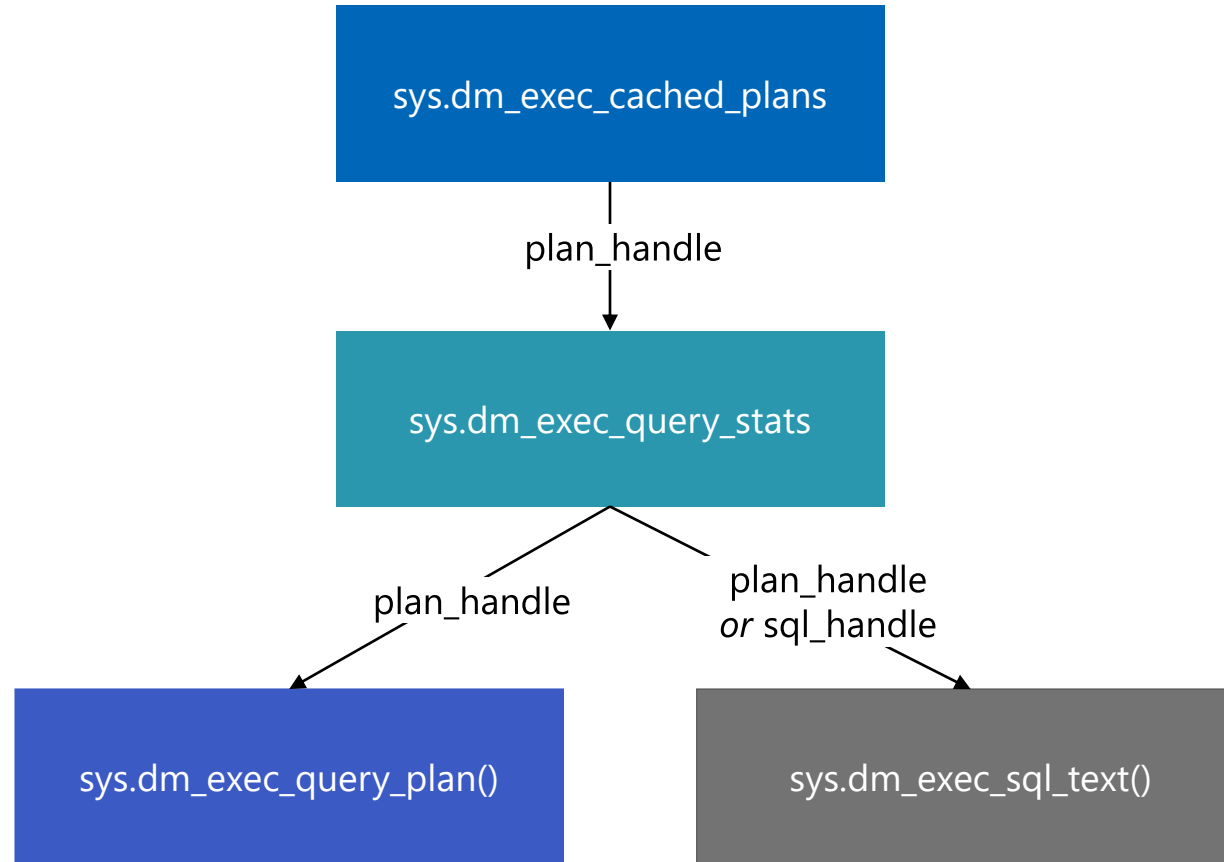 sys.dm_exec_cached_plans
plan_handle
sys.dm_exec_query_stats
plan_handle
plan_handle
or sql_handle
sys.dm_exec_query_plan()
sys.dm_exec_sql_text()